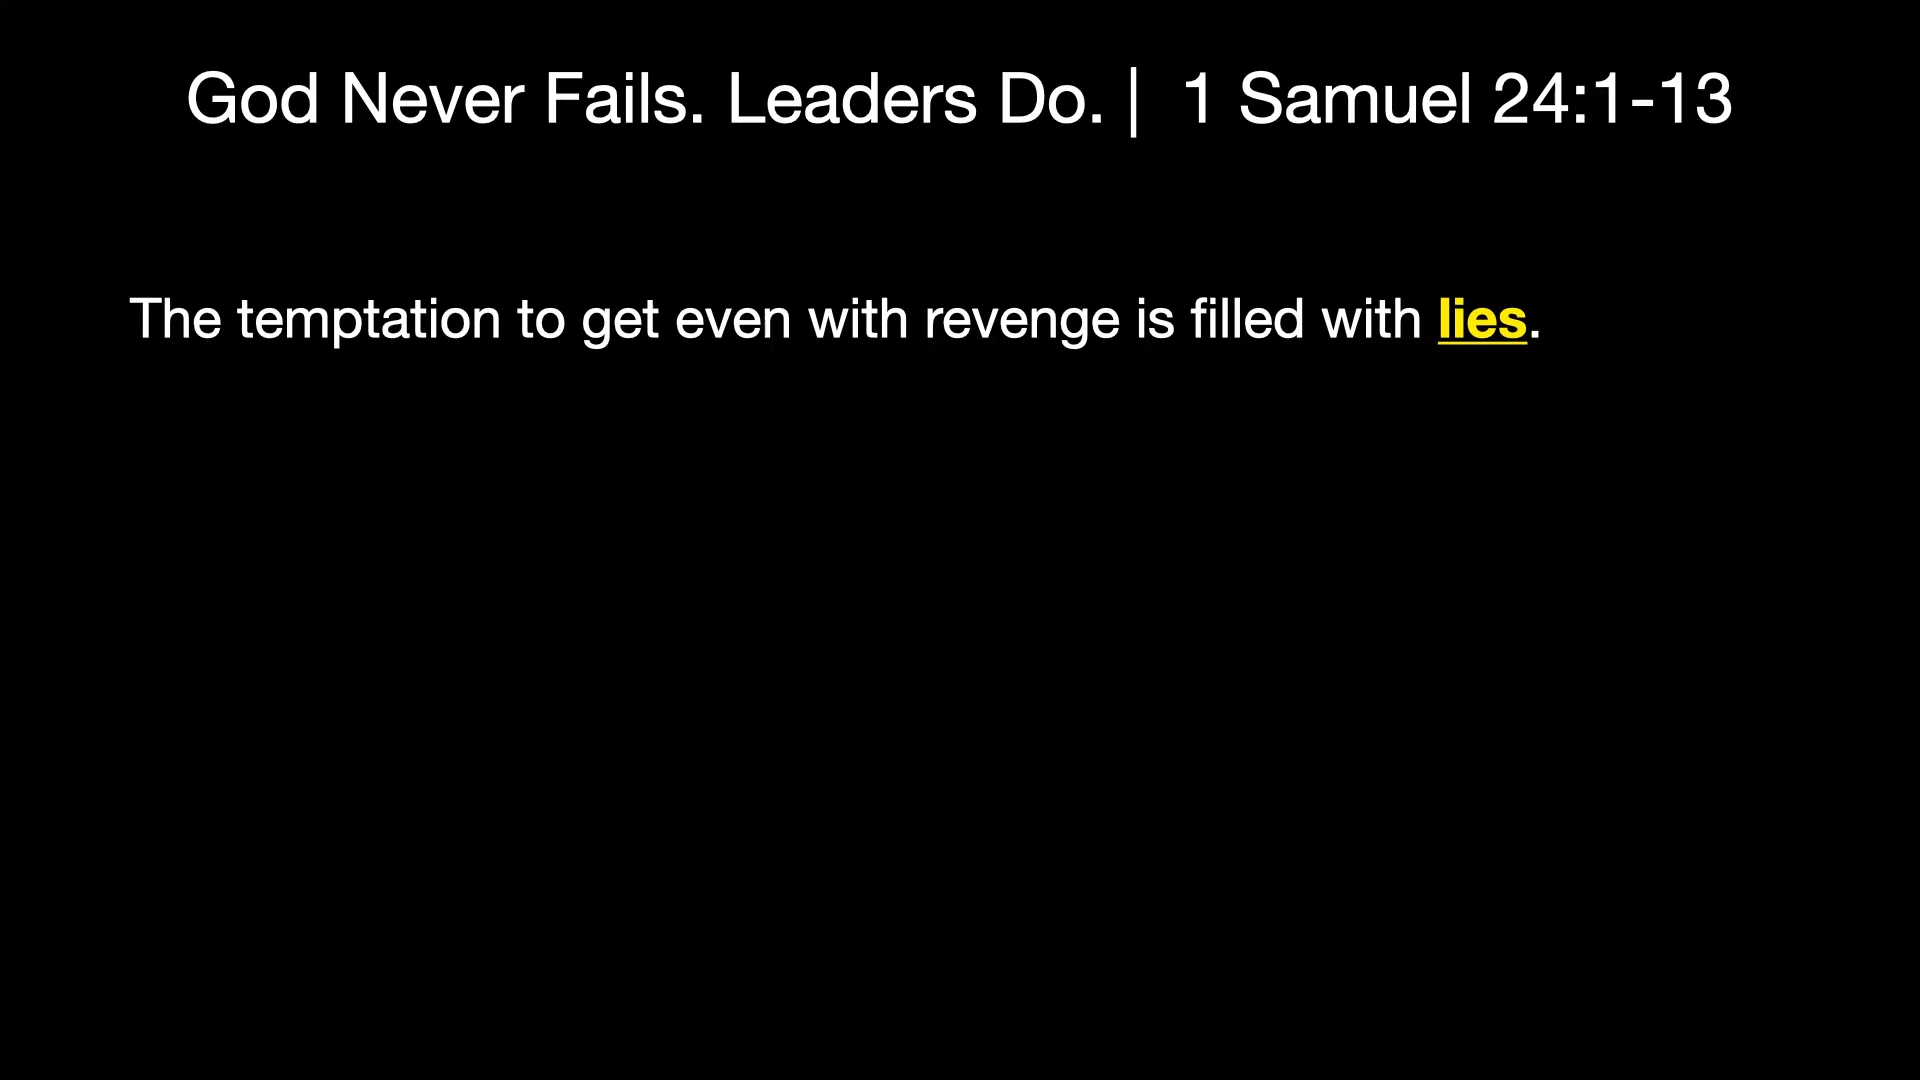 God Never Fails. Leaders Do. | 1 Samuel 24:1-13
The temptation to get even with revenge is filled with lies.